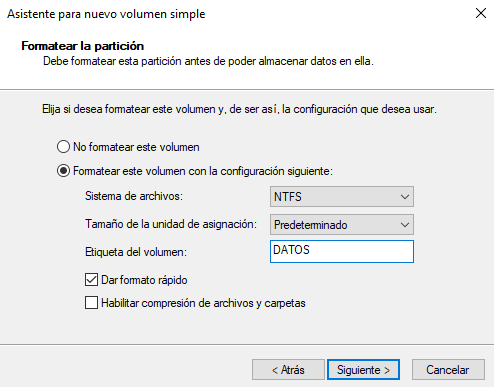 Asistente para nuevo volumen simple
Formatear la partición
Debe formatear esta partición antes de poder almacenar datos en ella.
Elija si desea formatear este volumen y, de ser así, la configuración que desea usar.
No formatear este volumen
Formatear este volumen con la configuración siguiente:
Sistema de archivos: NTFS
Tamaño de la unidad de asignación: Predeterminado
Etiqueta del volumen: DATOS
Dar formato rápido
Habilitar compresión de archivos y carpetas
< Atrás Siguiente > Cancelar